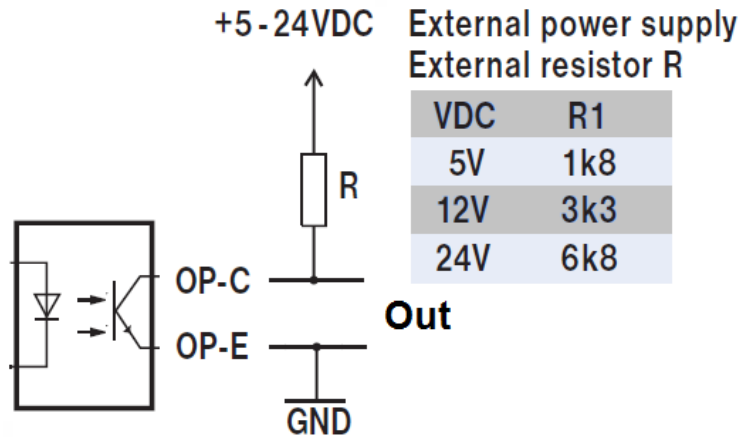 +5-24VDC External power supply
External resistor R
VDC R1
5V 1k8
12V 3k3
24V 6k8
R
OP-C
Out
OP-E
GND